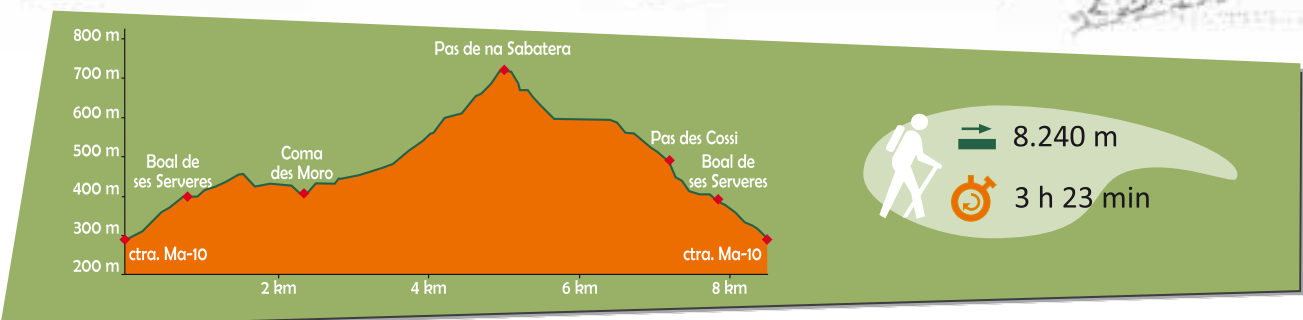 800 m
700 m
600 m
500 m
400 m
300 m
200 m
Pas de na Sabatera
Boal de
ses Serveres
Coma
des Moro
Pas des Cossi
Boal de
ses Serveres
ctra. Ma-10
ctra. Ma-10
2 km
4 km
6 km
8 km
8.240 m
3 h 23 min